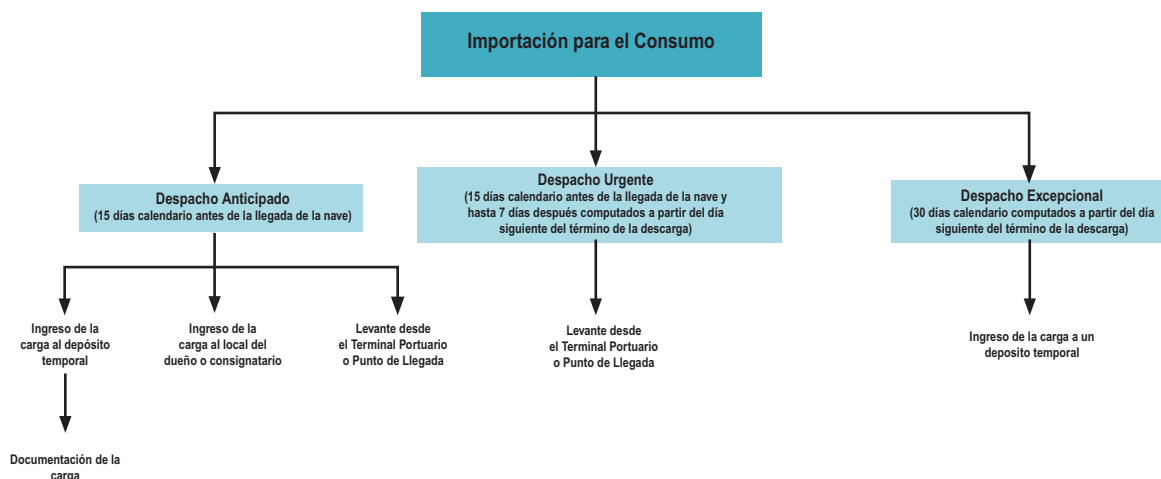 Importación para el Consumo
Despacho Anticipado
(15 días calendario antes de la llegada de la nave)
Despacho Urgente
(15 días calendario antes de la llegada de la nave y
hasta 7 días después computados a partir del día
siguiente del término de la descarga)
Despacho Excepcional
(30 días calendario computados a partir del día
siguiente del término de la descarga)
Ingreso de la
carga al depósito
temporal
Ingreso de la
carga al local del
dueño o consignatario
Levante desde
el Terminal Portuario
o Punto de Llegada
Levante desde
el Terminal Portuario
o Punto de Llegada
Ingreso de la carga a un
deposito temporal
Documentación de la
carga